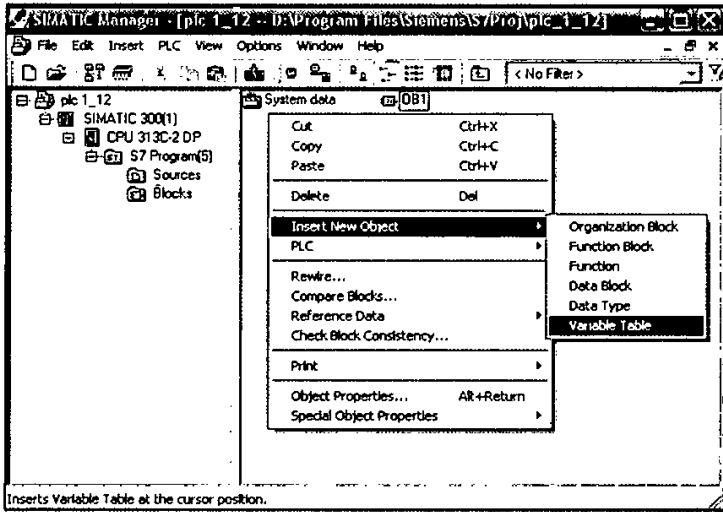 SIMATIC Manager - [plc 1_12 -- D:\Program Files\Siemens\S7Proj\plc_1_12]
File Edit Insert PLC View Options Window Help
< No Filter >
plc 1_12
SIMATIC 300(1)
CPU 313C-2 DP
S7 Program(5)
Sources
Blocks
System data
OB1
Cut Ctrl+X
Copy Ctrl+C
Paste Ctrl+V
Delete Del
Insert New Object
PLC
Rewire...
Compare Blocks...
Reference Data
Check Block Consistency...
Print
Object Properties... Alt+Return
Special Object Properties
Organization Block
Function Block
Function
Data Block
Data Type
Variable Table
Inserts Variable Table at the cursor position.